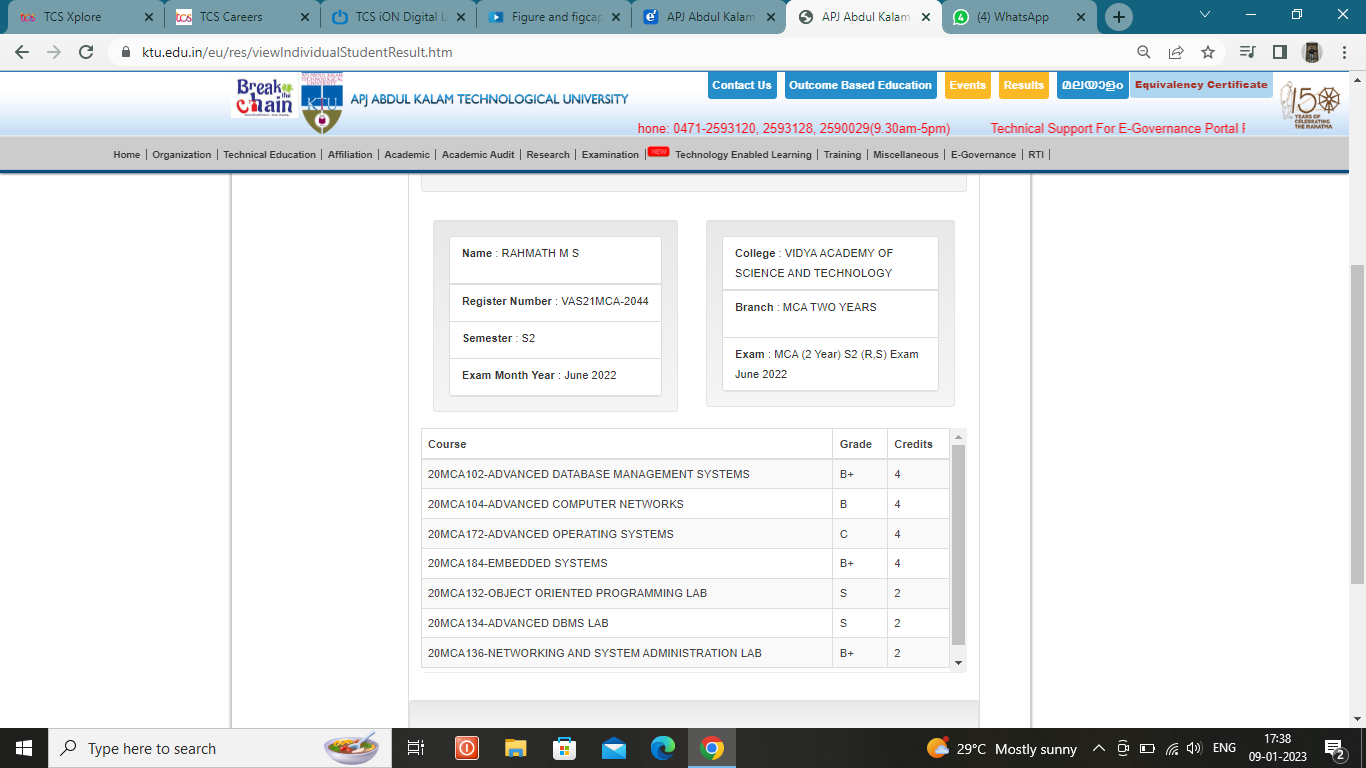 TCS Xplore
TCS Careers
TCS iON Digital L
Figure and figcap
APJ Abdul Kalam
APJ Abdul Kalam
(4) WhatsApp
ktu.edu.in/eu/res/viewIndividualStudentResult.htm
Break the Chain
KTU
APJ ABDUL KALAM TECHNOLOGICAL UNIVERSITY
Contact Us
Outcome Based Education
Events
Results
മലയാളം
Equivalency Certificate
150
YEARS OF
CELEBRATING
THE MAHATMA
hone: 0471-2593120, 2593128, 2590029(9.30am-5pm)
Technical Support For E-Governance Portal
Home | Organization | Technical Education | Affiliation | Academic | Academic Audit | Research | Examination | NEW Technology Enabled Learning | Training | Miscellaneous | E-Governance | RTI |
Name : RAHMATH M S
Register Number : VAS21MCA-2044
Semester : S2
Exam Month Year : June 2022
College : VIDYA ACADEMY OF
SCIENCE AND TECHNOLOGY
Branch : MCA TWO YEARS
Exam : MCA (2 Year) S2 (R,S) Exam
June 2022
Course Grade Credits
20MCA102-ADVANCED DATABASE MANAGEMENT SYSTEMS B+ 4
20MCA104-ADVANCED COMPUTER NETWORKS B 4
20MCA172-ADVANCED OPERATING SYSTEMS C 4
20MCA184-EMBEDDED SYSTEMS B+ 4
20MCA132-OBJECT ORIENTED PROGRAMMING LAB S 2
20MCA134-ADVANCED DBMS LAB S 2
20MCA136-NETWORKING AND SYSTEM ADMINISTRATION LAB B+ 2
Type here to search
29°C Mostly sunny
ENG
17:38
09-01-2023
2